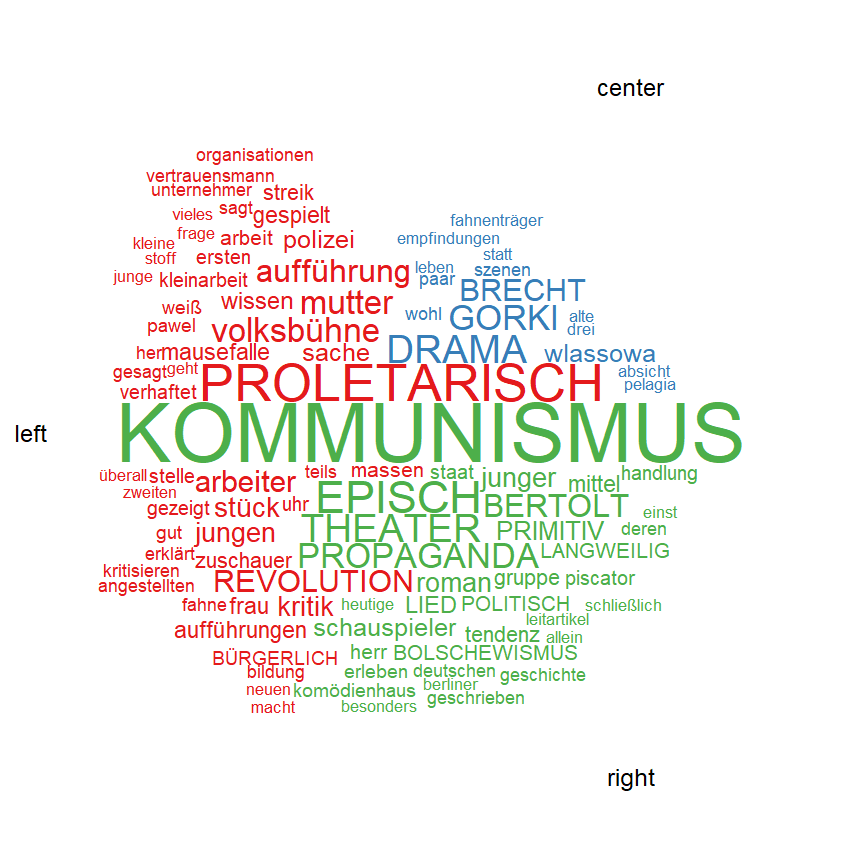 center
organisationen
vertrauensmann
unternehmer streik
vieles sagt gespielt fahnenträger
kleine frage arbeit polizei empfindungen
stoff ersten statt
junge kleinarbeit aufführung leben paar szenen
weiß wissen mutter BRECHT
pawel volksbühne wohl GORKI alte drei
her mausefalle sache DRAMA wlassowa
gesagt geht absicht
verhaftet PROLETARISCH pelagia
left KOMMUNISMUS
überall stelle arbeiter teils massen staat junger mittel handlung
zweiten
gezeigt stück uhr EPISCH BERTOLT einst
gut jungen THEATER PRIMITIV deren
erklärt zuschauer PROPAGANDA LANGWEILIG
kritisieren
angestellten REVOLUTION roman gruppe piscator
fahne frau kritik heutige LIED POLITISCH schließlich
aufführungen schauspieler tendenz leitartikel allein
BÜRGERLICH herr BOLSCHEWISMUS
bildung erleben deutschen geschichte
neuen komödienhaus berliner
macht besonders geschrieben
right